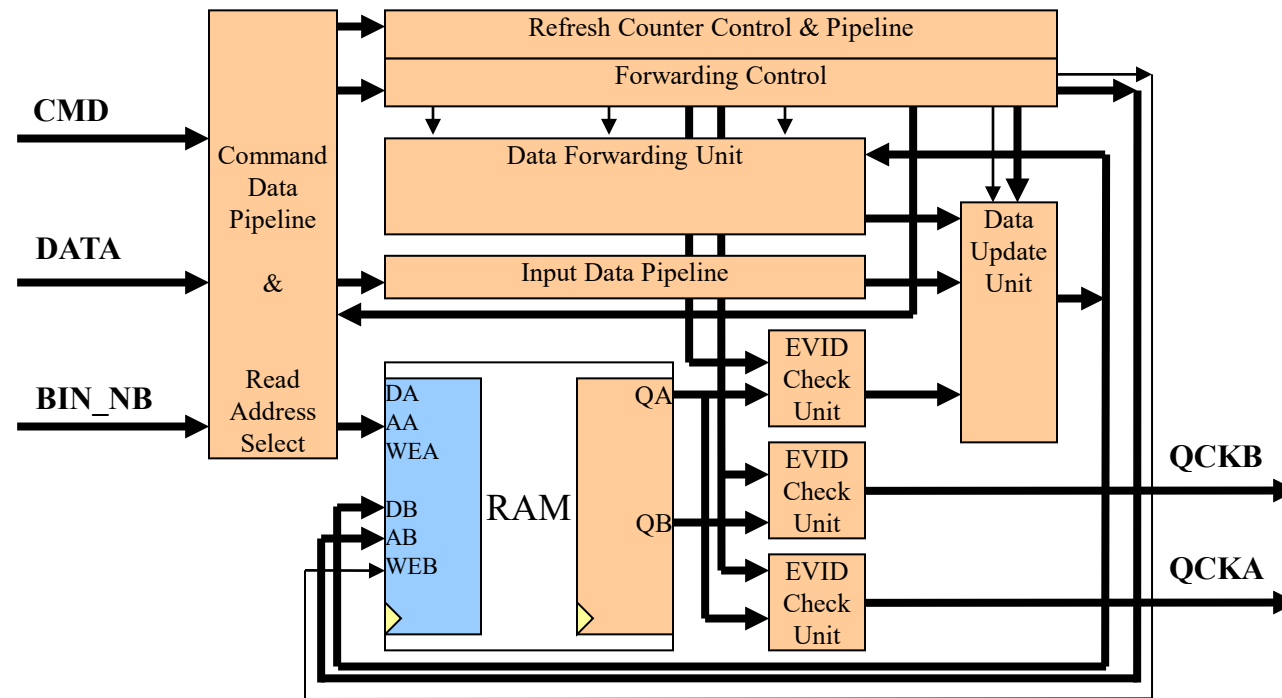 Refresh Counter Control & Pipeline
Forwarding Control
CMD
Command
Data
Pipeline
&
Read
Address
Select
Data Forwarding Unit
DATA
Data
Update
Unit
Input Data Pipeline
BIN_NB
EVID
Check
Unit
DA
AA
WEA
DB
AB
WEB
RAM
QA
QB
EVID
Check
Unit
QCKB
EVID
Check
Unit
QCKA